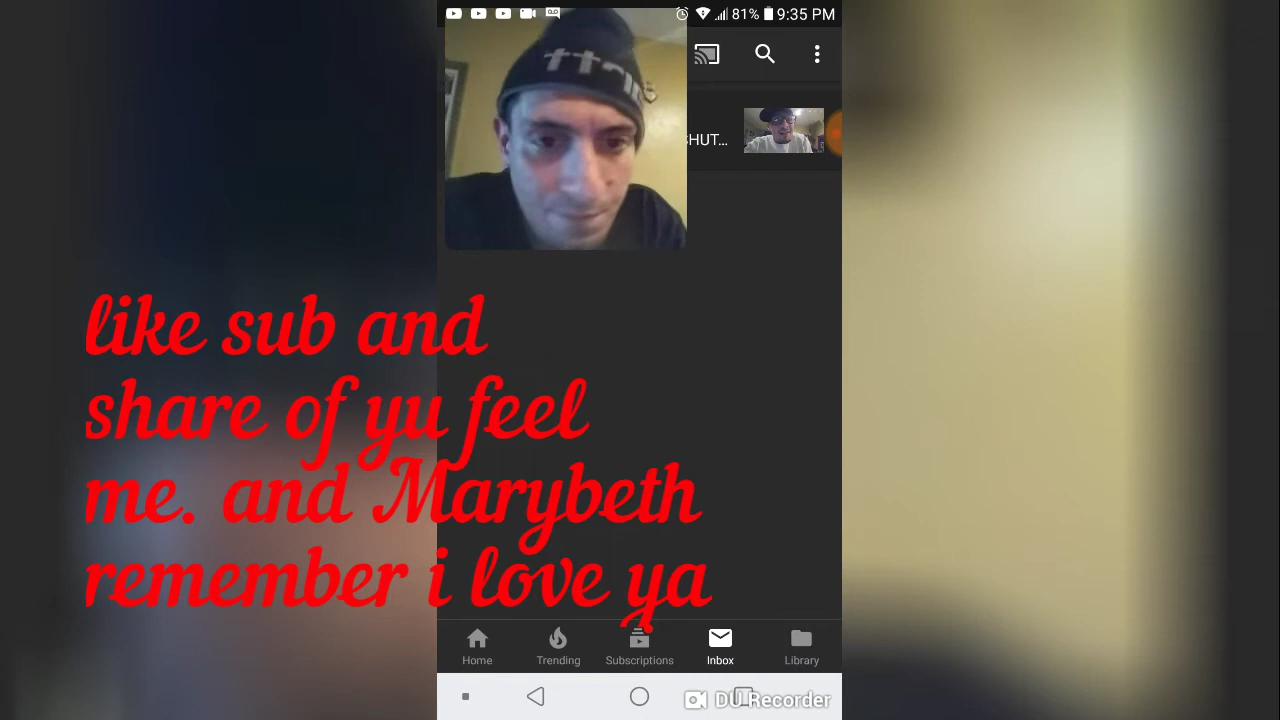 81% 9:35 PM
SHUT...
like sub and
share of yu feel
me. and Marybeth
remember i love ya
Home Trending Subscriptions Inbox Library
DU Recorder